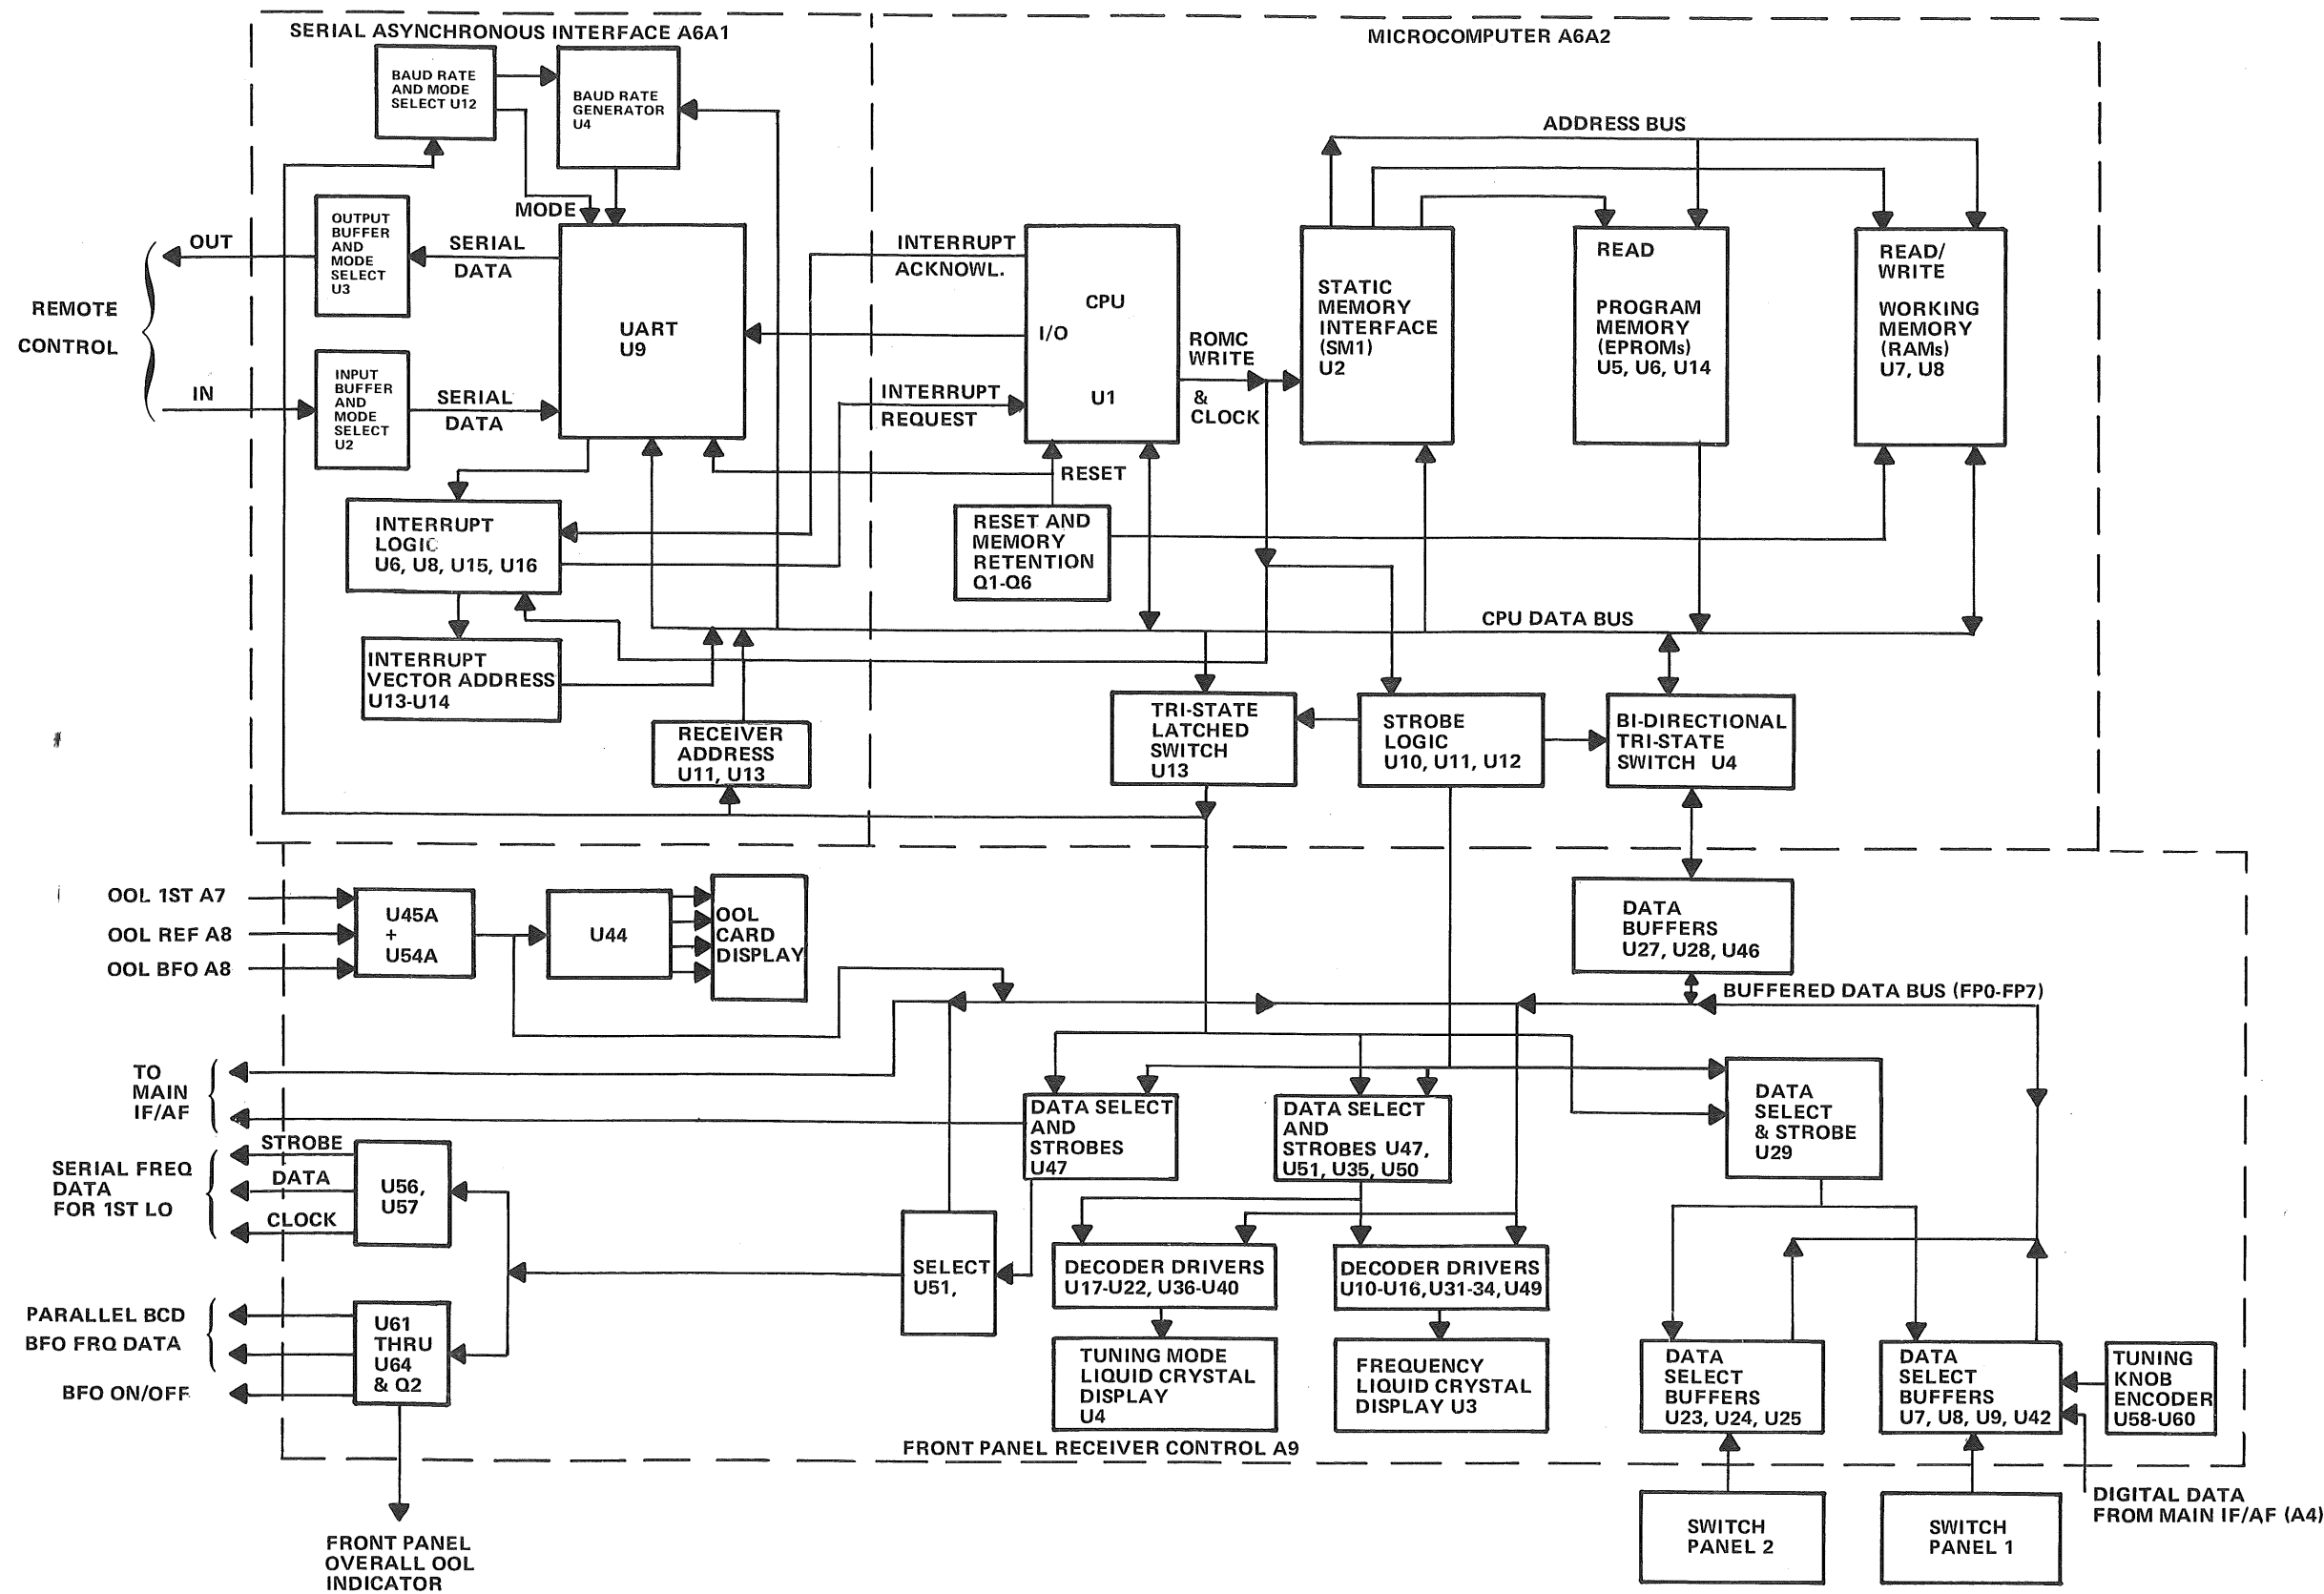 SERIAL ASYNCHRONOUS INTERFACE A6A1
MICROCOMPUTER A6A2
BAUD RATE
AND MODE
SELECT U12
BAUD RATE
GENERATOR
U4
ADDRESS BUS
MODE
OUTPUT
BUFFER
AND
MODE
SELECT
U3
OUT
SERIAL
DATA
REMOTE
CONTROL
IN
INPUT
BUFFER
AND
MODE
SELECT
U2
SERIAL
DATA
UART
U9
INTERRUPT
ACKNOWL.
INTERRUPT
REQUEST
CPU
I/O
U1
ROMC
WRITE
&
CLOCK
STATIC
MEMORY
INTERFACE
(SM1)
U2
READ
PROGRAM
MEMORY
(EPROMs)
U5, U6, U14
READ/
WRITE
WORKING
MEMORY
(RAMs)
U7, U8
RESET
RESET AND
MEMORY
RETENTION
Q1-Q6
INTERRUPT
LOGIC
U6, U8, U15, U16
INTERRUPT
VECTOR ADDRESS
U13-U14
RECEIVER
ADDRESS
U11, U13
CPU DATA BUS
TRI-STATE
LATCHED
SWITCH
U13
STROBE
LOGIC
U10, U11, U12
BI-DIRECTIONAL
TRI-STATE
SWITCH U4
OOL 1ST A7
OOL REF A8
OOL BFO A8
U45A
+
U54A
U44
OOL
CARD
DISPLAY
DATA
BUFFERS
U27, U28, U46
BUFFERED DATA BUS (FP0-FP7)
TO
MAIN
IF/AF
DATA SELECT
AND
STROBES
U47
DATA SELECT
AND
STROBES U47,
U51, U35, U50
DATA
SELECT
& STROBE
U29
SERIAL FREQ
DATA
FOR 1ST LO
STROBE
DATA
CLOCK
U56,
U57
SELECT
U51,
DECODER DRIVERS
U17-U22, U36-U40
DECODER DRIVERS
U10-U16,U31-34,U49
PARALLEL BCD
BFO FRQ DATA
BFO ON/OFF
U61
THRU
U64
& Q2
TUNING MODE
LIQUID CRYSTAL
DISPLAY
U4
FREQUENCY
LIQUID CRYSTAL
DISPLAY U3
DATA
SELECT
BUFFERS
U23, U24, U25
DATA
SELECT
BUFFERS
U7, U8, U9, U42
TUNING
KNOB
ENCODER
U58-U60
FRONT PANEL RECEIVER CONTROL A9
FRONT PANEL
OVERALL OOL
INDICATOR
SWITCH
PANEL 2
SWITCH
PANEL 1
DIGITAL DATA
FROM MAIN IF/AF (A4)